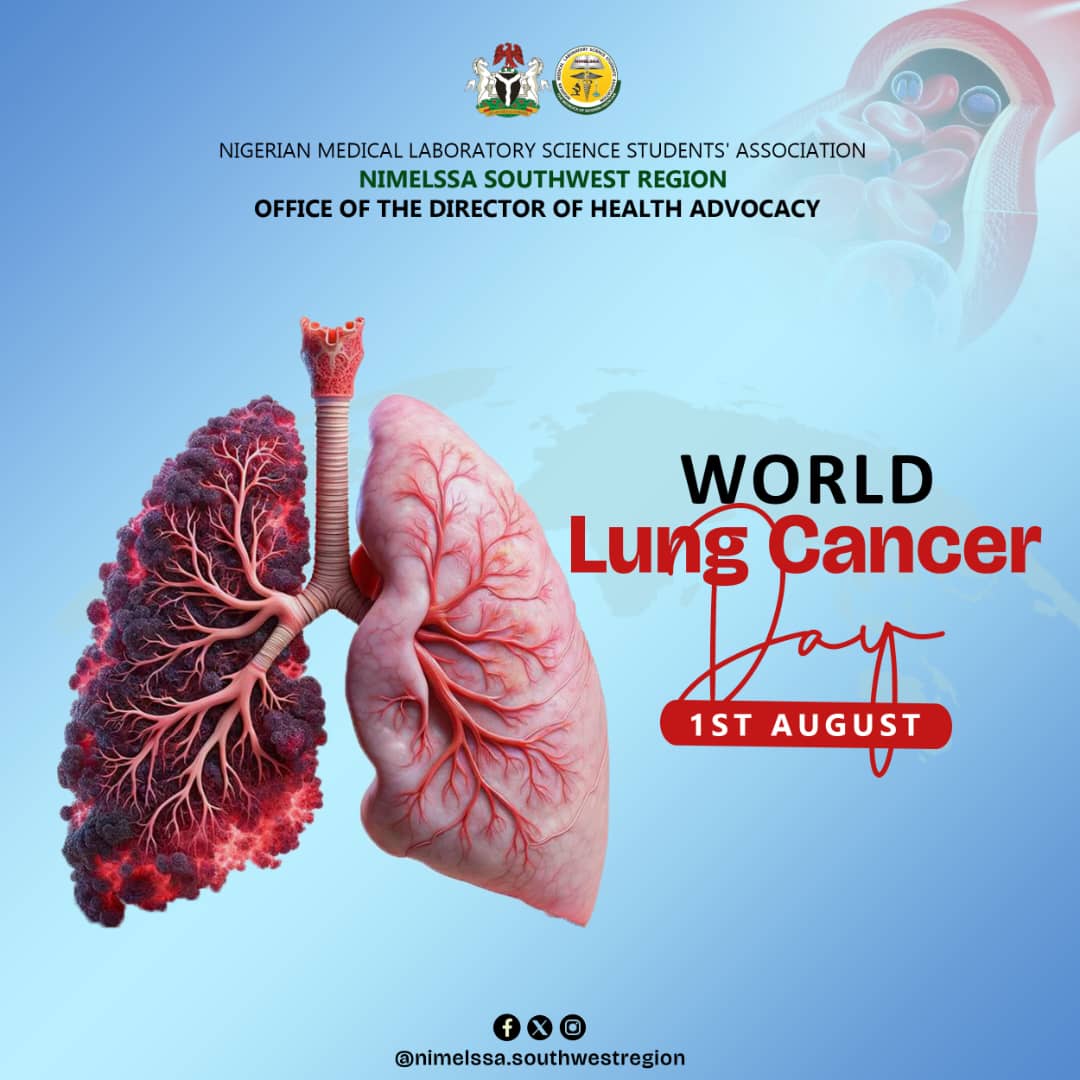 NIGERIAN MEDICAL LABORATORY SCIENCE STUDENTS' ASSOCIATION
NIMELSSA SOUTHWEST REGION
OFFICE OF THE DIRECTOR OF HEALTH ADVOCACY
WORLD
Lung Cancer
Day
1ST AUGUST
@nimelssa.southwestregion